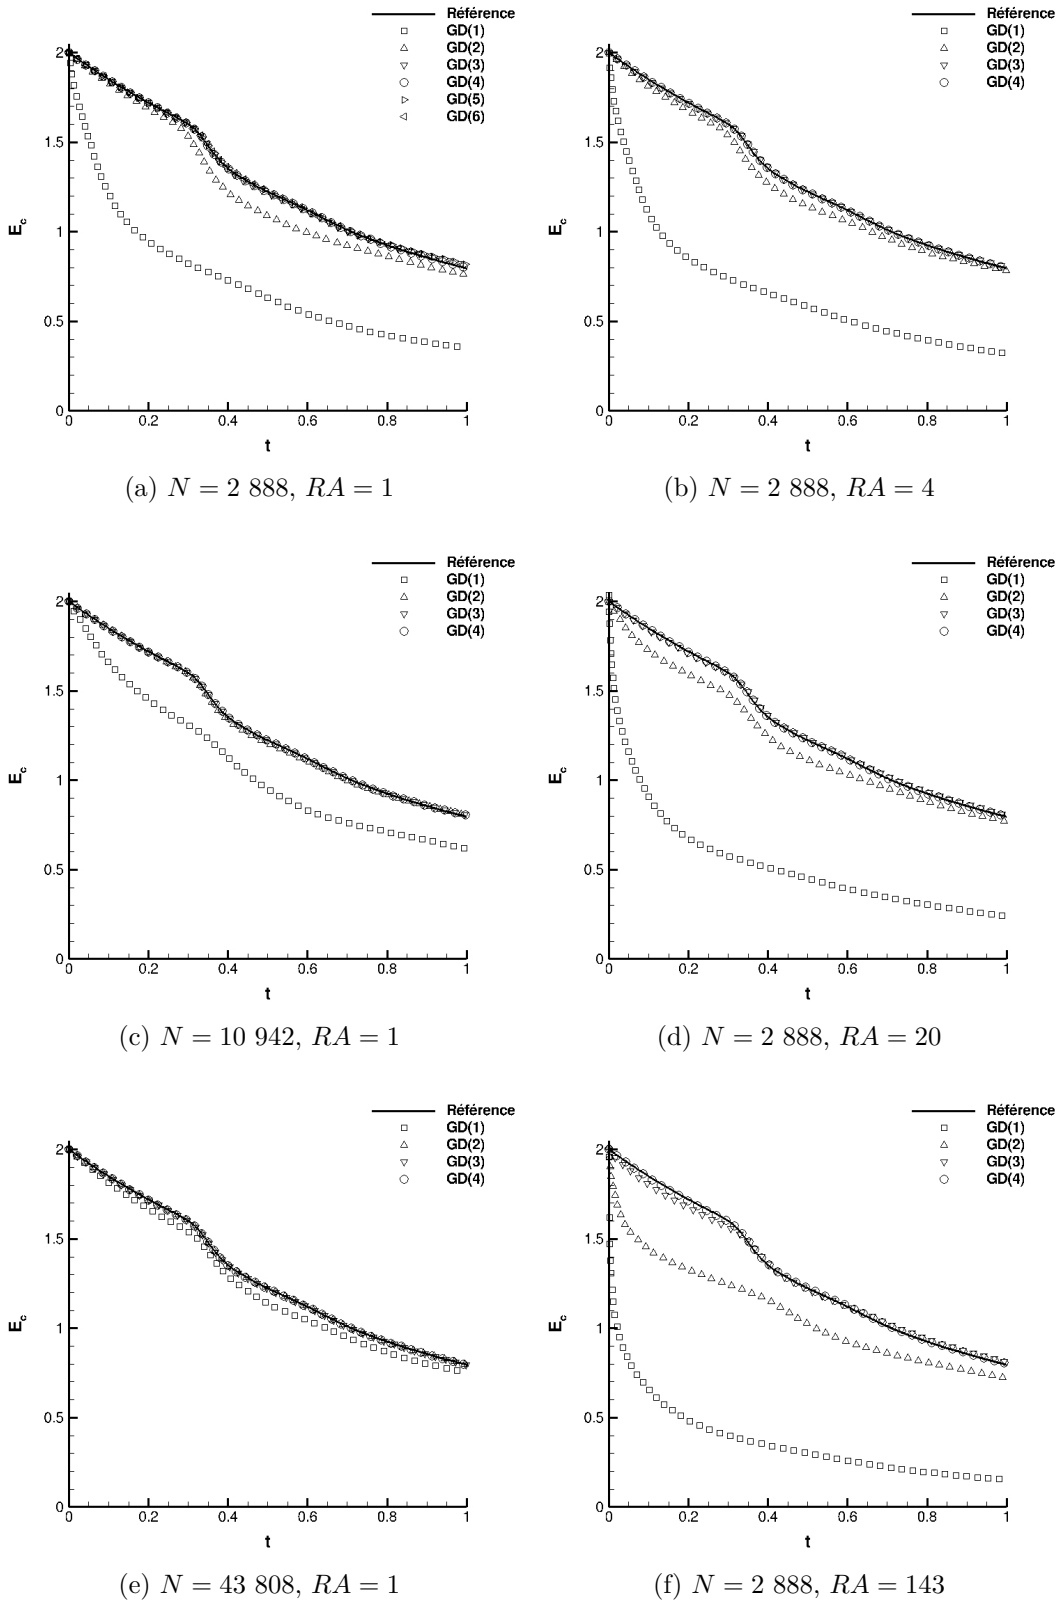 Référence
GD(1)
GD(2)
GD(3)
GD(4)
GD(5)
GD(6)
2
1.5
1
0.5
0
E_c
0 0.2 0.4 0.6 0.8 1
t
(a) N = 2 888, RA = 1
Référence
GD(1)
GD(2)
GD(3)
GD(4)
2
1.5
1
0.5
0
E_c
0 0.2 0.4 0.6 0.8 1
t
(b) N = 2 888, RA = 4
Référence
GD(1)
GD(2)
GD(3)
GD(4)
2
1.5
1
0.5
0
E_c
0 0.2 0.4 0.6 0.8 1
t
(c) N = 10 942, RA = 1
Référence
GD(1)
GD(2)
GD(3)
GD(4)
2
1.5
1
0.5
0
E_c
0 0.2 0.4 0.6 0.8 1
t
(d) N = 2 888, RA = 20
Référence
GD(1)
GD(2)
GD(3)
GD(4)
2
1.5
1
0.5
0
E_c
0 0.2 0.4 0.6 0.8 1
t
(e) N = 43 808, RA = 1
Référence
GD(1)
GD(2)
GD(3)
GD(4)
2
1.5
1
0.5
0
E_c
0 0.2 0.4 0.6 0.8 1
t
(f) N = 2 888, RA = 143